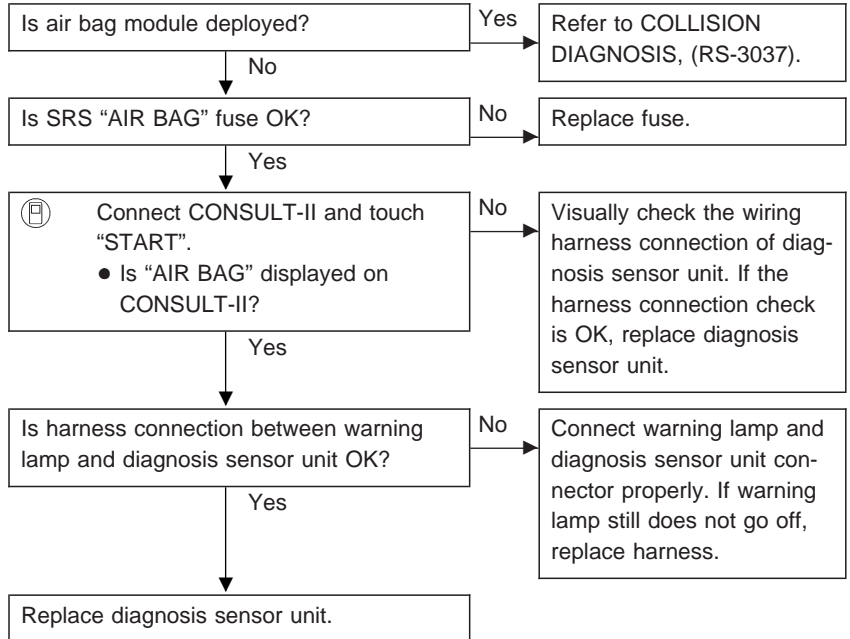 Is air bag module deployed?
Yes
Refer to COLLISION
DIAGNOSIS, (RS-3037).
No
Is SRS “AIR BAG” fuse OK?
No
Replace fuse.
Yes
Connect CONSULT-II and touch
“START”.
● Is “AIR BAG” displayed on
CONSULT-II?
No
Visually check the wiring
harness connection of diag-
nosis sensor unit. If the
harness connection check
is OK, replace diagnosis
sensor unit.
Yes
Is harness connection between warning
lamp and diagnosis sensor unit OK?
No
Connect warning lamp and
diagnosis sensor unit con-
nector properly. If warning
lamp still does not go off,
replace harness.
Yes
Replace diagnosis sensor unit.